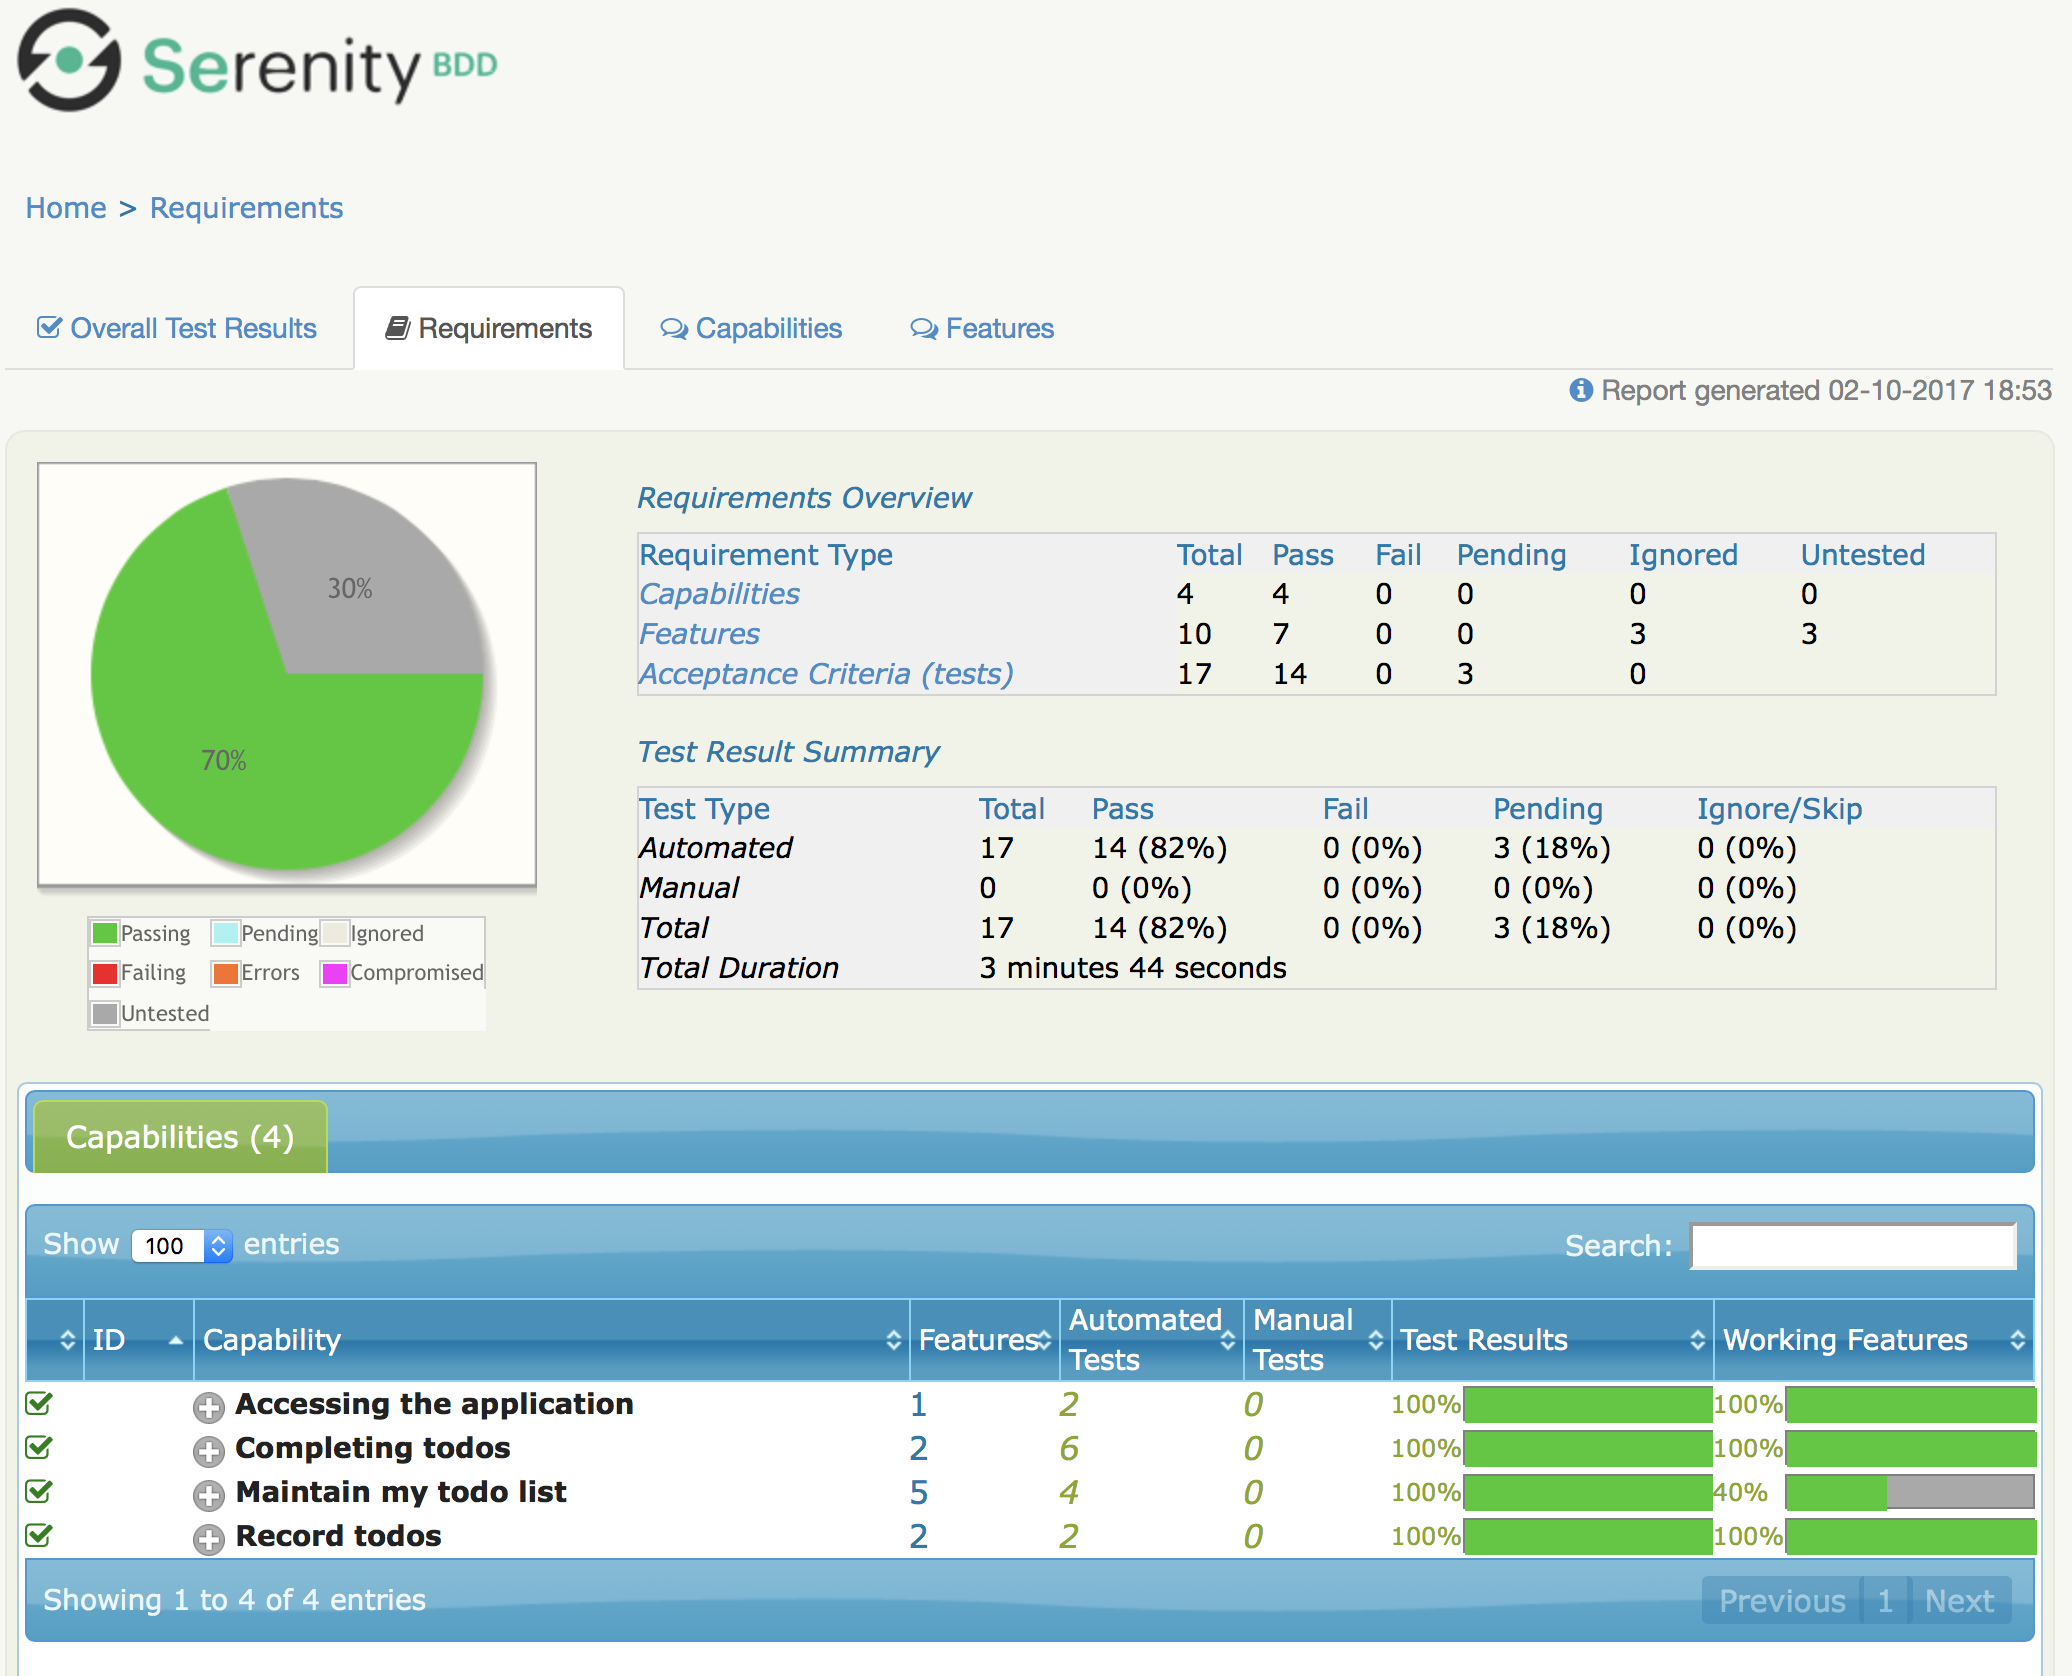 Serenity BDD
Home > Requirements
Overall Test Results Requirements Capabilities Features
Report generated 02-10-2017 18:53
30%
70%
Passing Pending Ignored
Failing Errors Compromised
Untested
Requirements Overview
Requirement Type Total Pass Fail Pending Ignored Untested
Capabilities 4 4 0 0 0 0
Features 10 7 0 0 3 3
Acceptance Criteria (tests) 17 14 0 3 0
Test Result Summary
Test Type Total Pass Fail Pending Ignore/Skip
Automated 17 14 (82%) 0 (0%) 3 (18%) 0 (0%)
Manual 0 0 (0%) 0 (0%) 0 (0%) 0 (0%)
Total 17 14 (82%) 0 (0%) 3 (18%) 0 (0%)
Total Duration 3 minutes 44 seconds
Capabilities (4)
Show 100 entries Search:
ID Capability Features Automated Tests Manual Tests Test Results Working Features
Accessing the application 1 2 0 100% 100%
Completing todos 2 6 0 100% 100%
Maintain my todo list 5 4 0 100% 40%
Record todos 2 2 0 100% 100%
Showing 1 to 4 of 4 entries Previous 1 Next